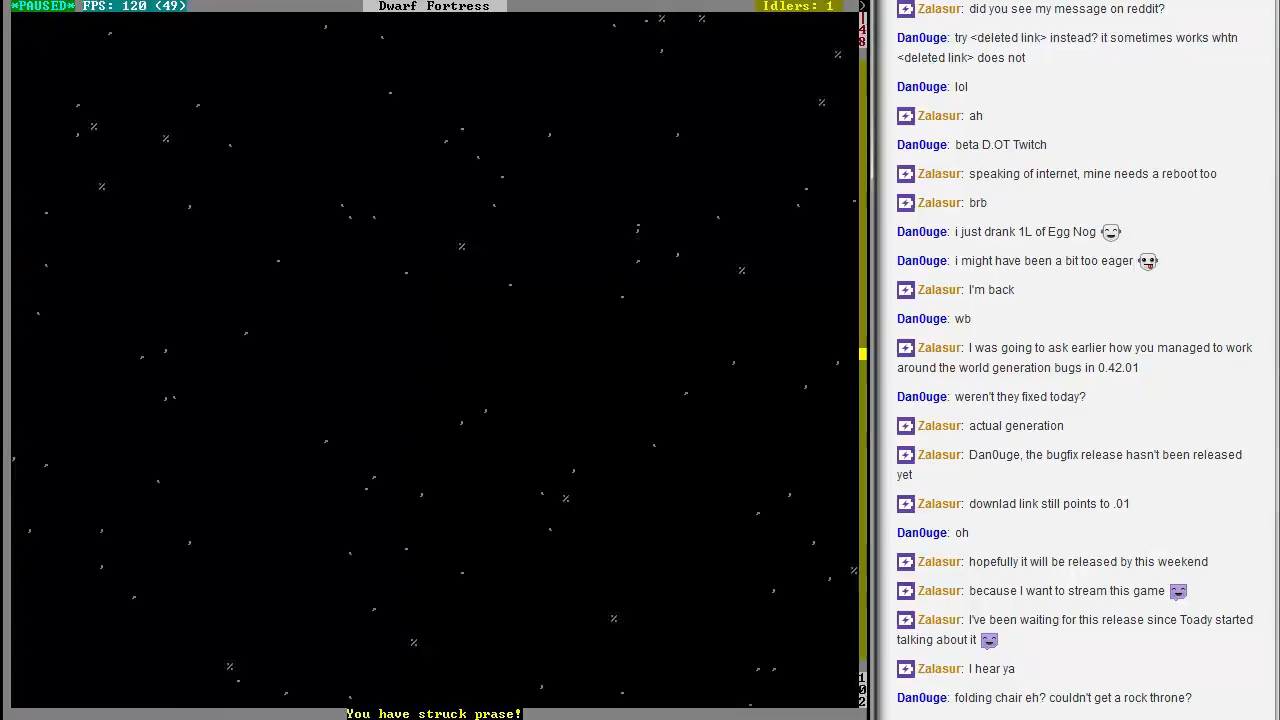 *PAUSED* FPS: 120 (49) Dwarf Fortress Idlers: 1
148
102
You have struck prase!
Zalasur: did you see my message on reddit?
Dan0uge: try <deleted link> instead? it sometimes works whtn
<deleted link> does not
Dan0uge: lol
Zalasur: ah
Dan0uge: beta D.OT Twitch
Zalasur: speaking of internet, mine needs a reboot too
Zalasur: brb
Dan0uge: i just drank 1L of Egg Nog
Dan0uge: i might have been a bit too eager
Zalasur: I'm back
Dan0uge: wb
Zalasur: I was going to ask earlier how you managed to work
around the world generation bugs in 0.42.01
Dan0uge: weren't they fixed today?
Zalasur: actual generation
Zalasur: Dan0uge, the bugfix release hasn't been released
yet
Zalasur: downlad link still points to .01
Dan0uge: oh
Zalasur: hopefully it will be released by this weekend
Zalasur: because I want to stream this game
Zalasur: I've been waiting for this release since Toady started
talking about it
Zalasur: I hear ya
Dan0uge: folding chair eh? couldn't get a rock throne?